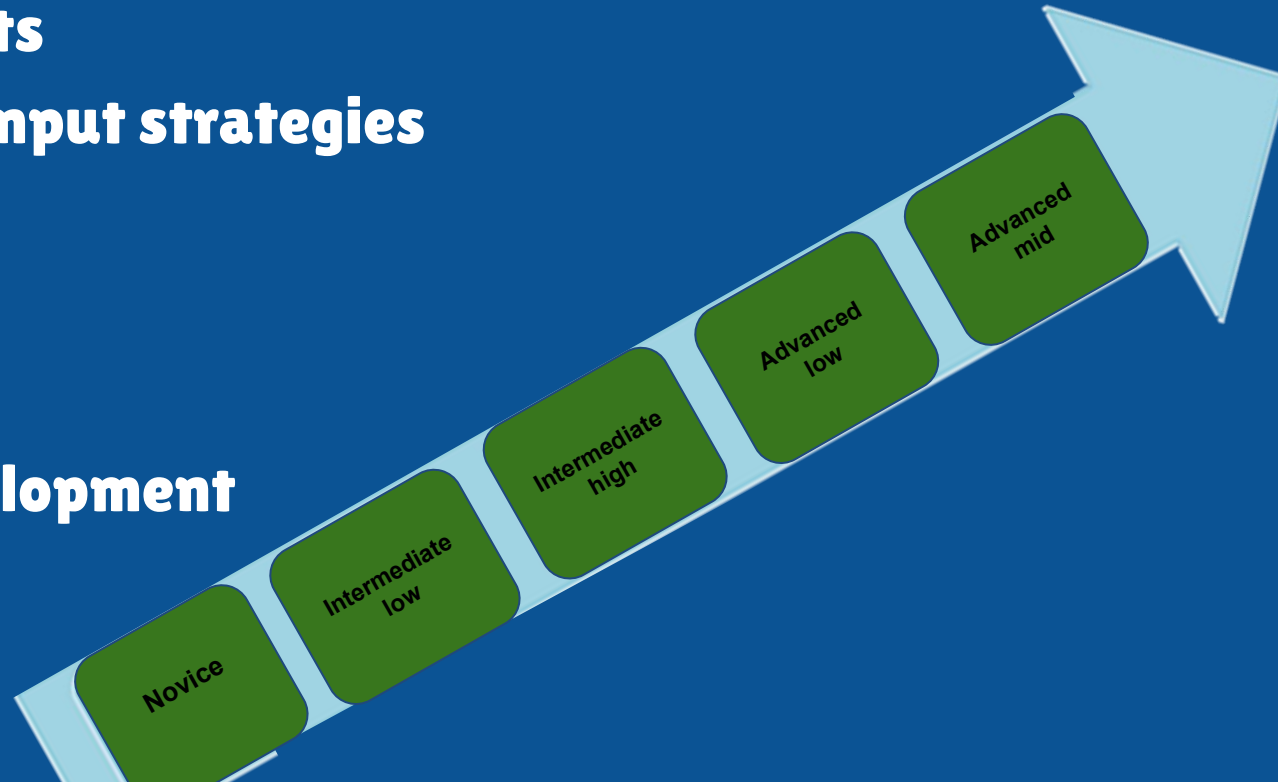 ts
nput strategies
lopment
Advanced
mid
Advanced
low
Intermediate
high
Intermediate
low
Novice